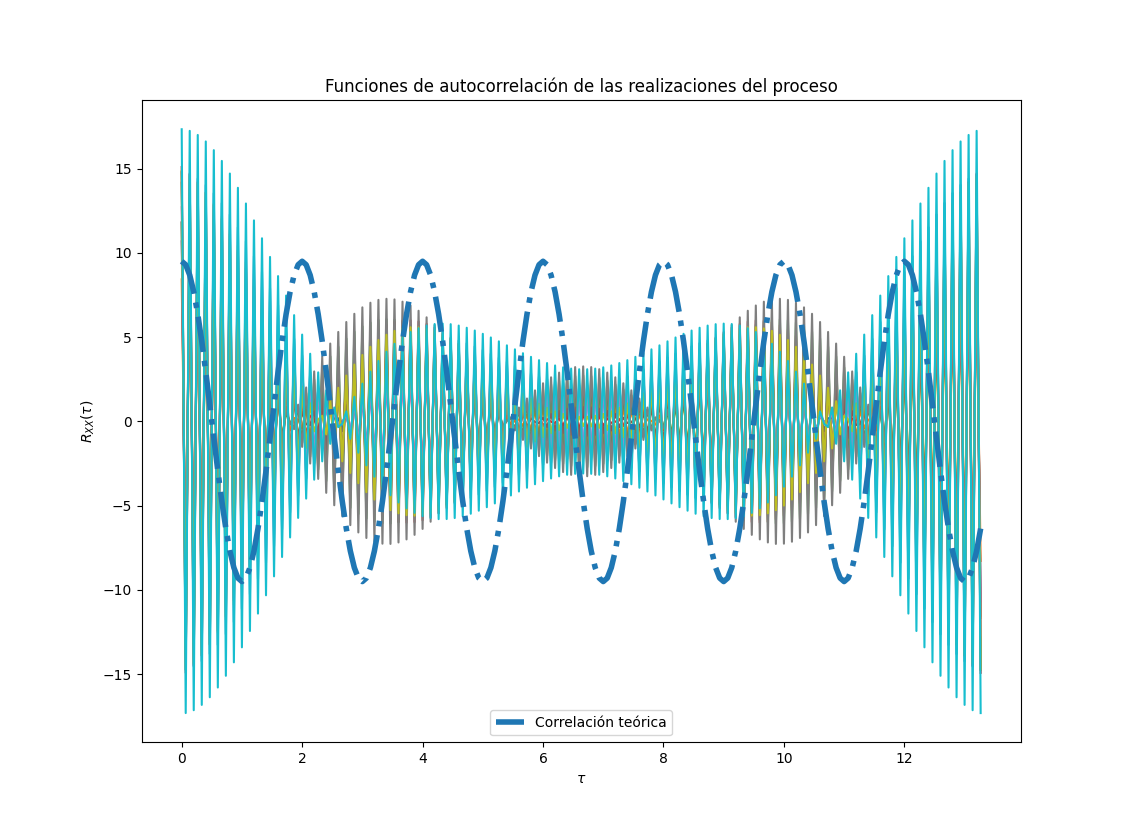 Funciones de autocorrelación de las realizaciones del proceso
R_XX(τ)
15
10
5
0
−5
−10
−15
0 2 4 6 8 10 12
τ
Correlación teórica